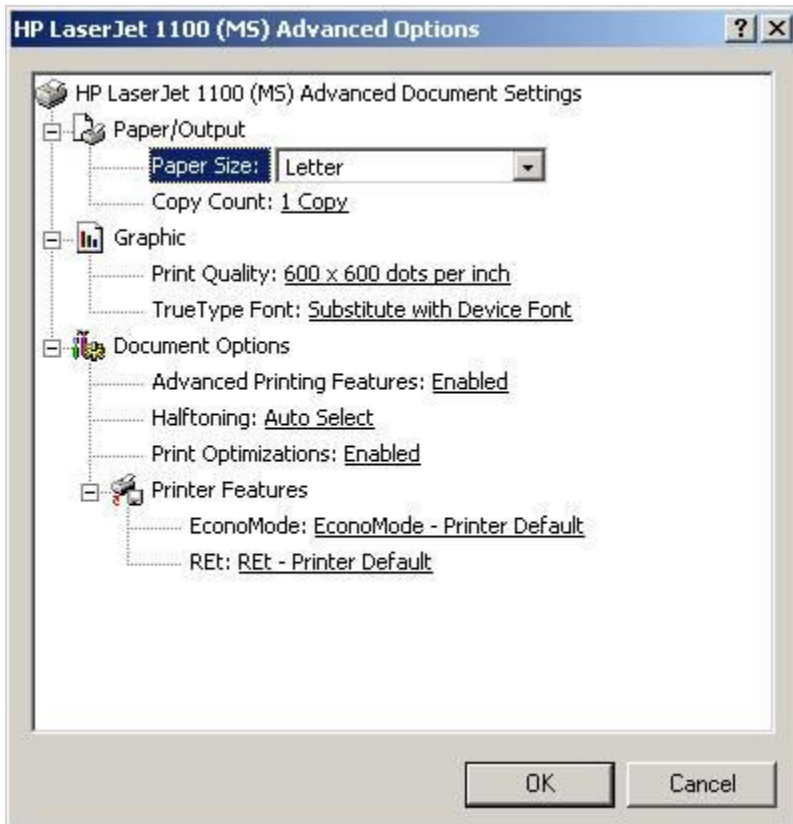 HP LaserJet 1100 (MS) Advanced Options
HP LaserJet 1100 (MS) Advanced Document Settings
Paper/Output
Paper Size: Letter
Copy Count: 1 Copy
Graphic
Print Quality: 600 x 600 dots per inch
TrueType Font: Substitute with Device Font
Document Options
Advanced Printing Features: Enabled
Halftoning: Auto Select
Print Optimizations: Enabled
Printer Features
EconoMode: EconoMode - Printer Default
REt: REt - Printer Default
OK Cancel